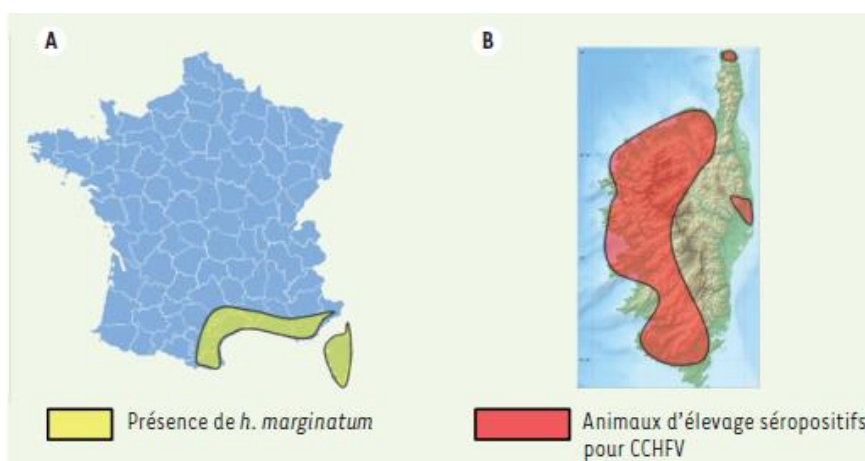 A
B
Présence de h. marginatum
Animaux d'élevage séropositifs
pour CCHFV